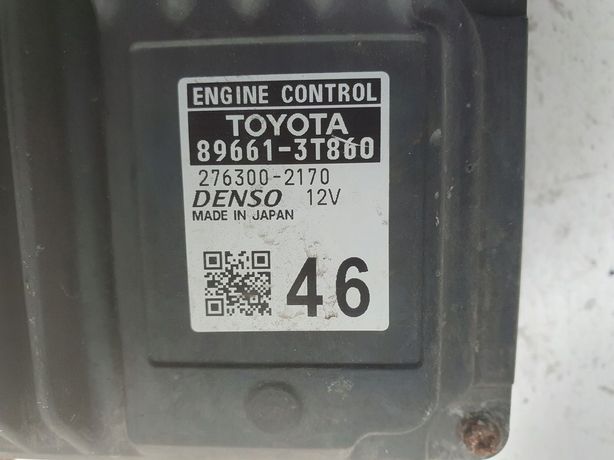 ENGINE CONTROL
TOYOTA
89661-3T860
276300-2170
DENSO 12V
MADE IN JAPAN
46